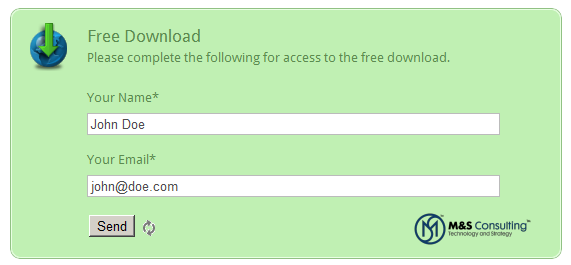 Free Download
Please complete the following for access to the free download.
Your Name*
John Doe
Your Email*
john@doe.com
Send
MS M&S Consulting™
Technology and Strategy